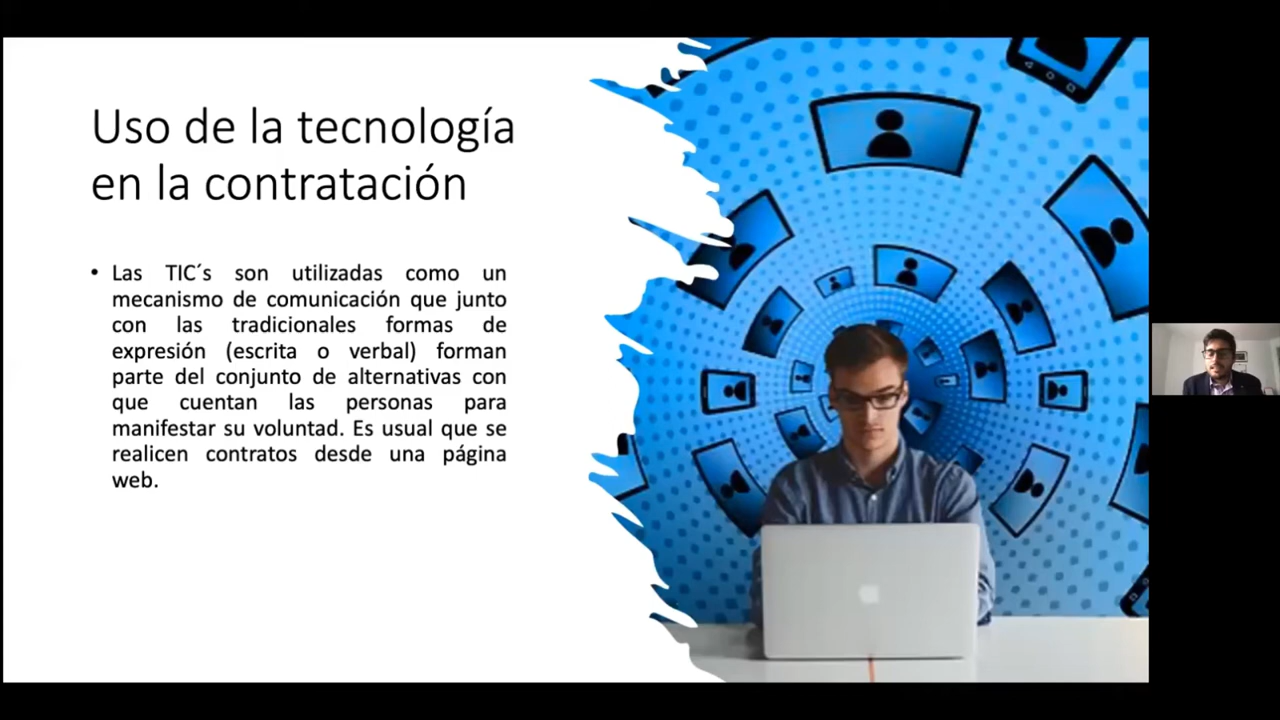 Uso de la tecnología
en la contratación
• Las TIC´s son utilizadas como un
mecanismo de comunicación que junto
con las tradicionales formas de
expresión (escrita o verbal) forman
parte del conjunto de alternativas con
que cuentan las personas para
manifestar su voluntad. Es usual que se
realicen contratos desde una página
web.